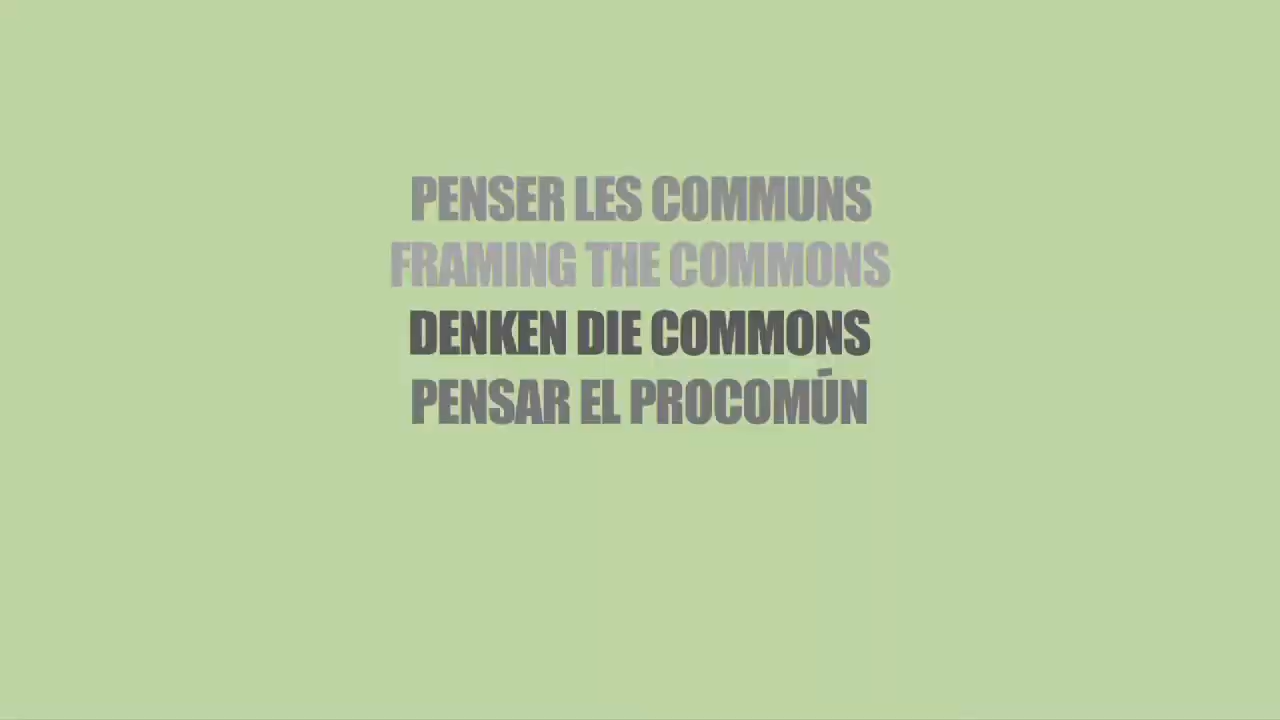 PENSER LES COMMUNS
FRAMING THE COMMONS
DENKEN DIE COMMONS
PENSAR EL PROCOMÚN